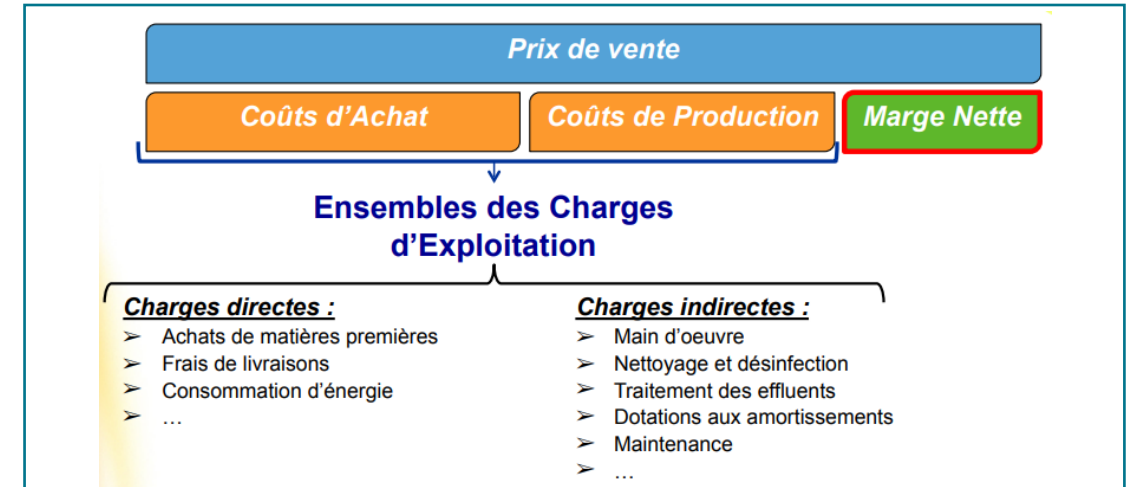 Prix de vente
Coûts d'Achat
Coûts de Production
Marge Nette
Ensembles des Charges
d'Exploitation
Charges directes :
➢ Achats de matières premières
➢ Frais de livraisons
➢ Consommation d'énergie
➢ …
Charges indirectes :
➢ Main d'oeuvre
➢ Nettoyage et désinfection
➢ Traitement des effluents
➢ Dotations aux amortissements
➢ Maintenance
➢ …